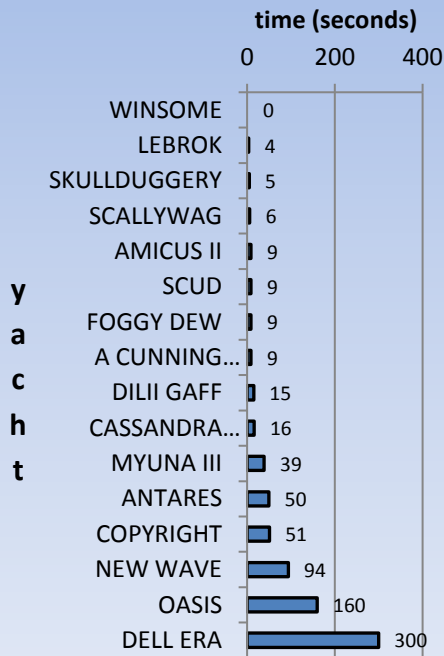 time (seconds)
0 200 400
WINSOME 0
LEBROK 4
SKULLDUGGERY 5
SCALLYWAG 6
AMICUS II 9
SCUD 9
FOGGY DEW 9
A CUNNING... 9
DILII GAFF 15
CASSANDRA... 16
MYUNA III 39
ANTARES 50
COPYRIGHT 51
NEW WAVE 94
OASIS 160
DELL ERA 300
yacht